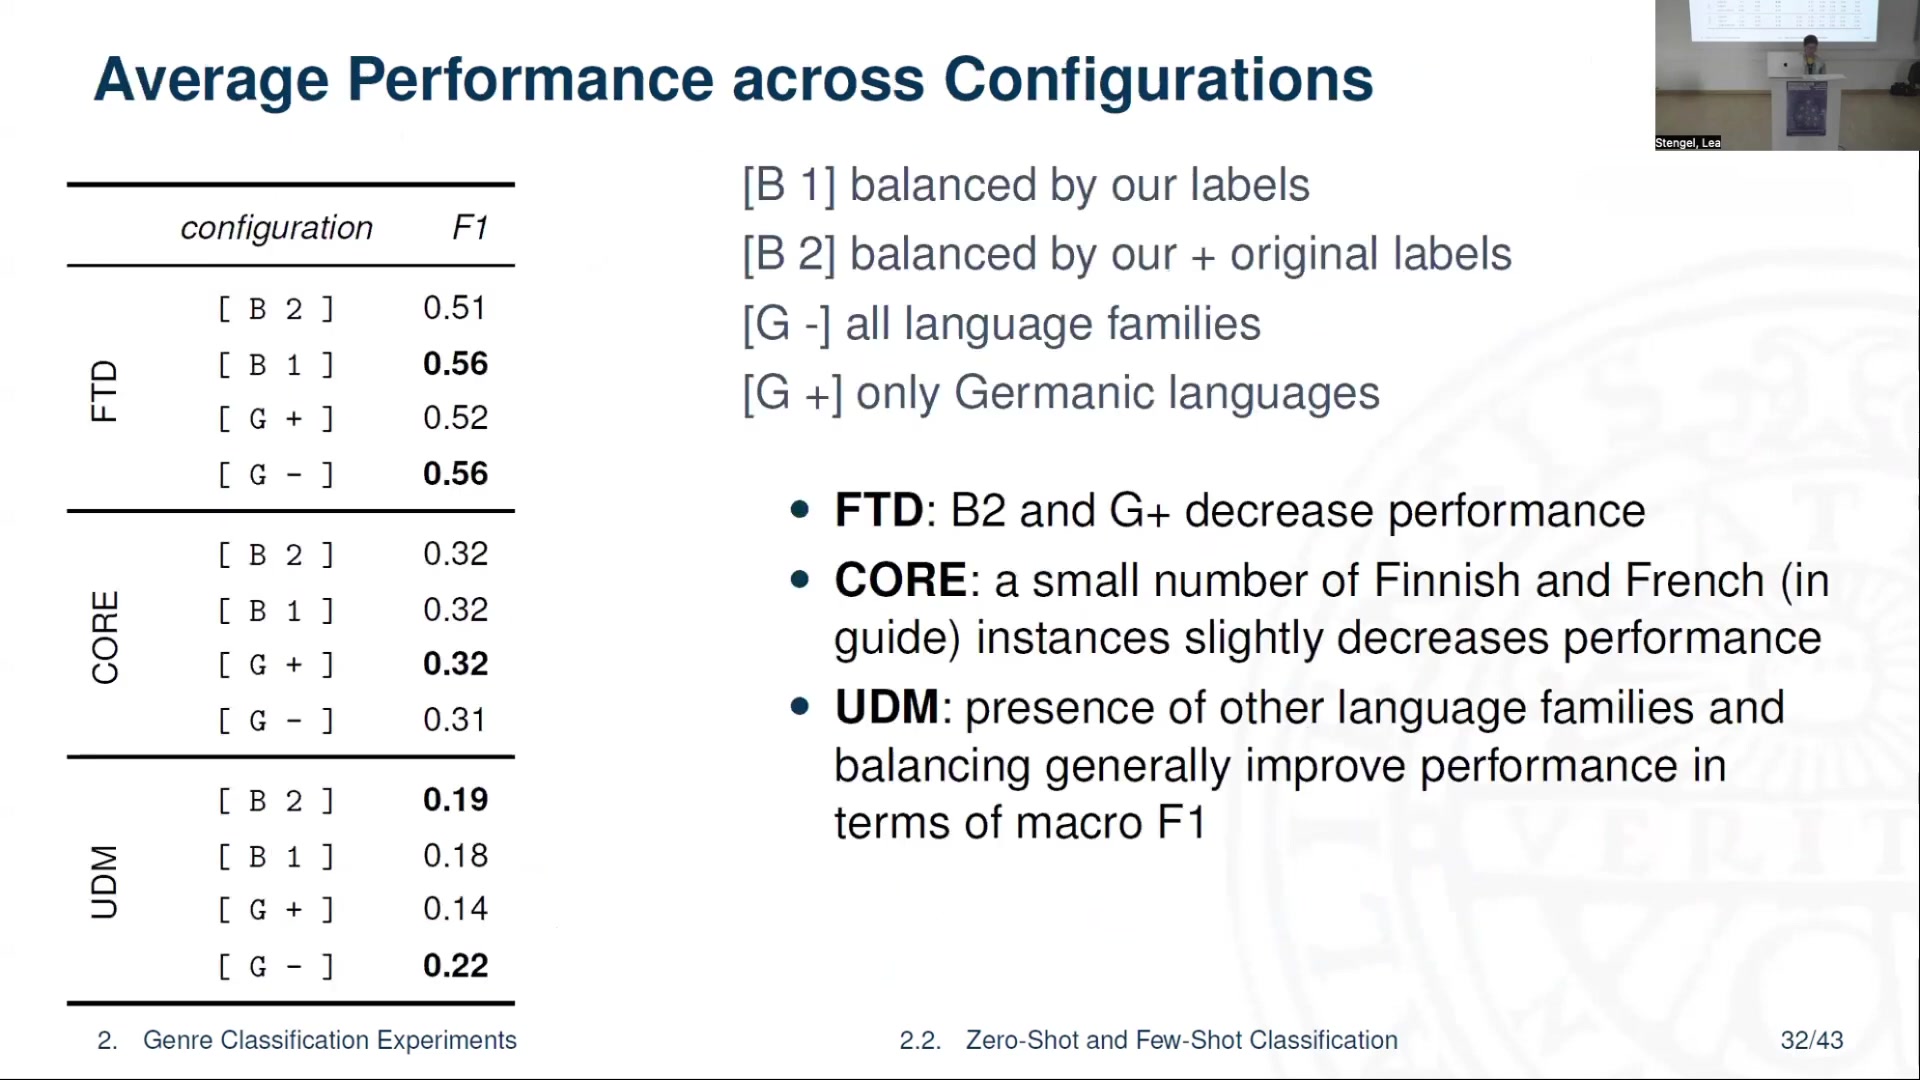 Average Performance across Configurations
Stengel, Lea
configuration F1
FTD
[ B 2 ] 0.51
[ B 1 ] 0.56
[ G + ] 0.52
[ G - ] 0.56
CORE
[ B 2 ] 0.32
[ B 1 ] 0.32
[ G + ] 0.32
[ G - ] 0.31
UDM
[ B 2 ] 0.19
[ B 1 ] 0.18
[ G + ] 0.14
[ G - ] 0.22
[B 1] balanced by our labels
[B 2] balanced by our + original labels
[G -] all language families
[G +] only Germanic languages
• FTD: B2 and G+ decrease performance
• CORE: a small number of Finnish and French (in
guide) instances slightly decreases performance
• UDM: presence of other language families and
balancing generally improve performance in
terms of macro F1
2. Genre Classification Experiments
2.2. Zero-Shot and Few-Shot Classification
32/43